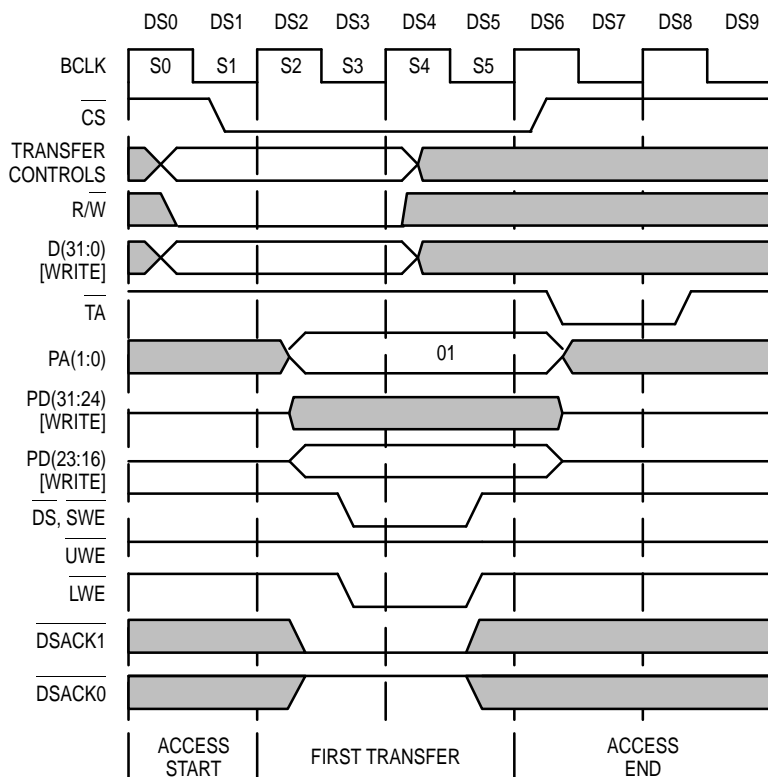 DS0 DS1 DS2 DS3 DS4 DS5 DS6 DS7 DS8 DS9
BCLK S0 S1 S2 S3 S4 S5
CS
TRANSFER
CONTROLS
R/W
D(31:0)
[WRITE]
TA
PA(1:0) 01
PD(31:24)
[WRITE]
PD(23:16)
[WRITE]
DS, SWE
UWE
LWE
DSACK1
DSACK0
ACCESS
START
FIRST TRANSFER
ACCESS
END